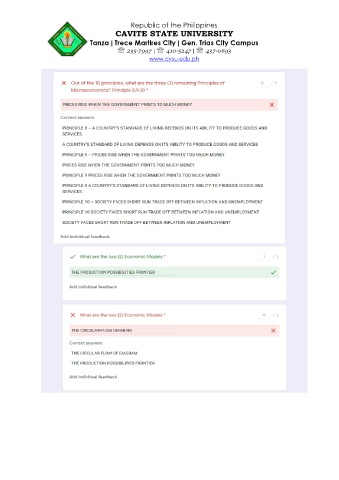 Republic of the Philippines
CAVITE STATE UNIVERSITY
Tanza | Trece Martires City | Gen. Trias City Campus
☏ 235-7997 | ☏ 420-5247 | ☏ 437-0693
www.cvsu.edu.ph
Out of the 10 principles, what are the three (3) remaining Principles of
Microeconomics? Principle 8,9,10 *
PRICES RISE WHEN THE GOVERNMENT PRINTS TO MUCH MONEY
Correct answers
PRINCIPLE 8 – A COUNTRY'S STANDARD OF LIVING DEPENDS ON ITS ABILITY TO PRODUCE GOODS AND
SERVICES
A COUNTRY'S STANDARD OF LIVING DEPENDS ON ITS ABILITY TO PRODUCE GOODS AND SERVICES
PRINCIPLE 9 – PRICES RISE WHEN THE GOVERNMENT PRINTS TOO MUCH MONEY
PRICES RISE WHEN THE GOVERNMENT PRINTS TOO MUCH MONEY
PRINCIPLE 9 PRICES RISE WHEN THE GOVERNMENT PRINTS TOO MUCH MONEY
PRINCIPLE 8 A COUNTRY'S STANDARD OF LIVING DEPENDS ON ITS ABILITY TO PRODUCE GOODS AND
SERVICES
PRINCIPLE 10 – SOCIETY FACES SHORT RUN TRADE OFF BETWEEN INFLATION AND UNEMPLOYMENT
PRINCIPLE 10 SOCIETY FACES SHORT RUN TRADE OFF BETWEEN INFLATION AND UNEMPLOYMENT
SOCIETY FACES SHORT RUN TRADE OFF BETWEEN INFLATION AND UNEMPLOYMENT
Add individual feedback
What are the two (2) Economic Models *
THE PRODUCTION POSSIBILITIES FRONTIER
Add individual feedback
What are the two (2) Economic Models *
THE CIRCULAR-FLOW DIAGRAM
Correct answers
THE CIRCULAR FLOW OF DIAGRAM
THE PRODUCTION POSSIBILITIES FRONTIER
Add individual feedback